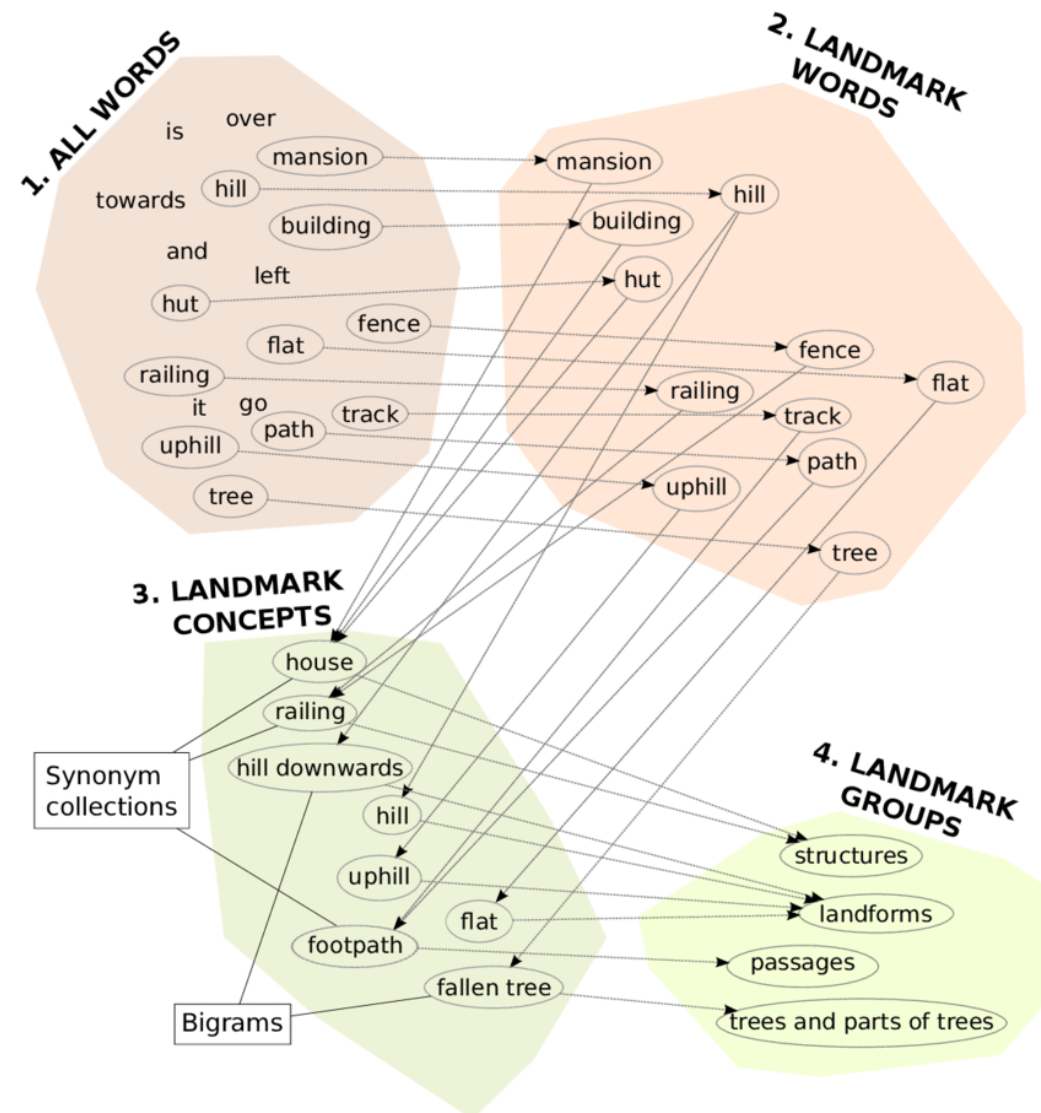 1. ALL WORDS
is
over
mansion
hill
towards
building
and
left
hut
fence
flat
railing
it
go
track
path
uphill
tree
2. LANDMARK
WORDS
mansion
hill
building
hut
fence
flat
railing
track
path
uphill
tree
3. LANDMARK
CONCEPTS
house
railing
hill downwards
hill
uphill
flat
footpath
fallen tree
Synonym
collections
Bigrams
4. LANDMARK
GROUPS
structures
landforms
passages
trees and parts of trees